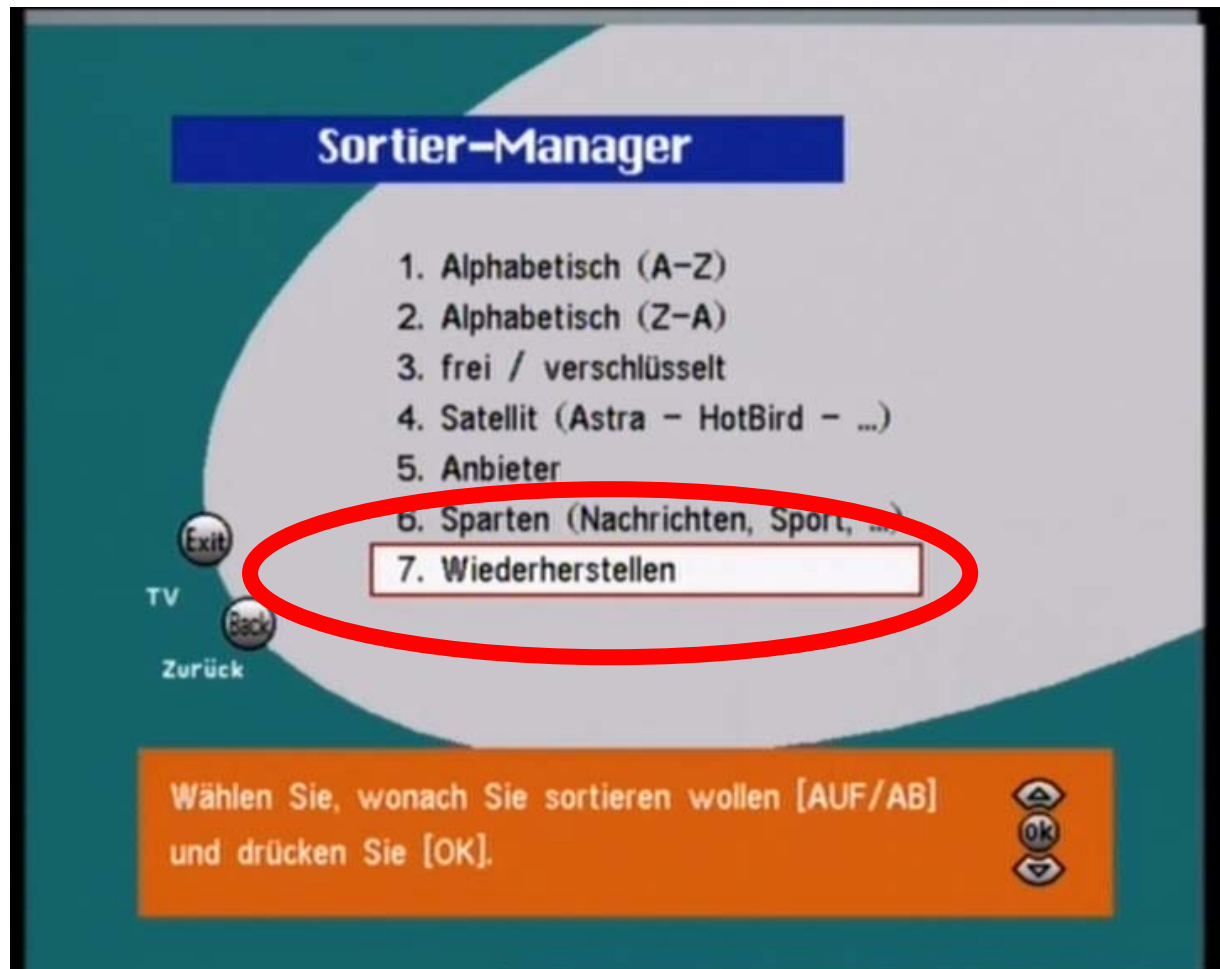 Sortier-Manager
1. Alphabetisch (A-Z)
2. Alphabetisch (Z-A)
3. frei / verschlüsselt
4. Satellit (Astra - HotBird - ...)
5. Anbieter
6. Sparten (Nachrichten, Sport, ...)
7. Wiederherstellen
Exit
TV
Back
Zurück
Wählen Sie, wonach Sie sortieren wollen [AUF/AB]
und drücken Sie [OK].
ok